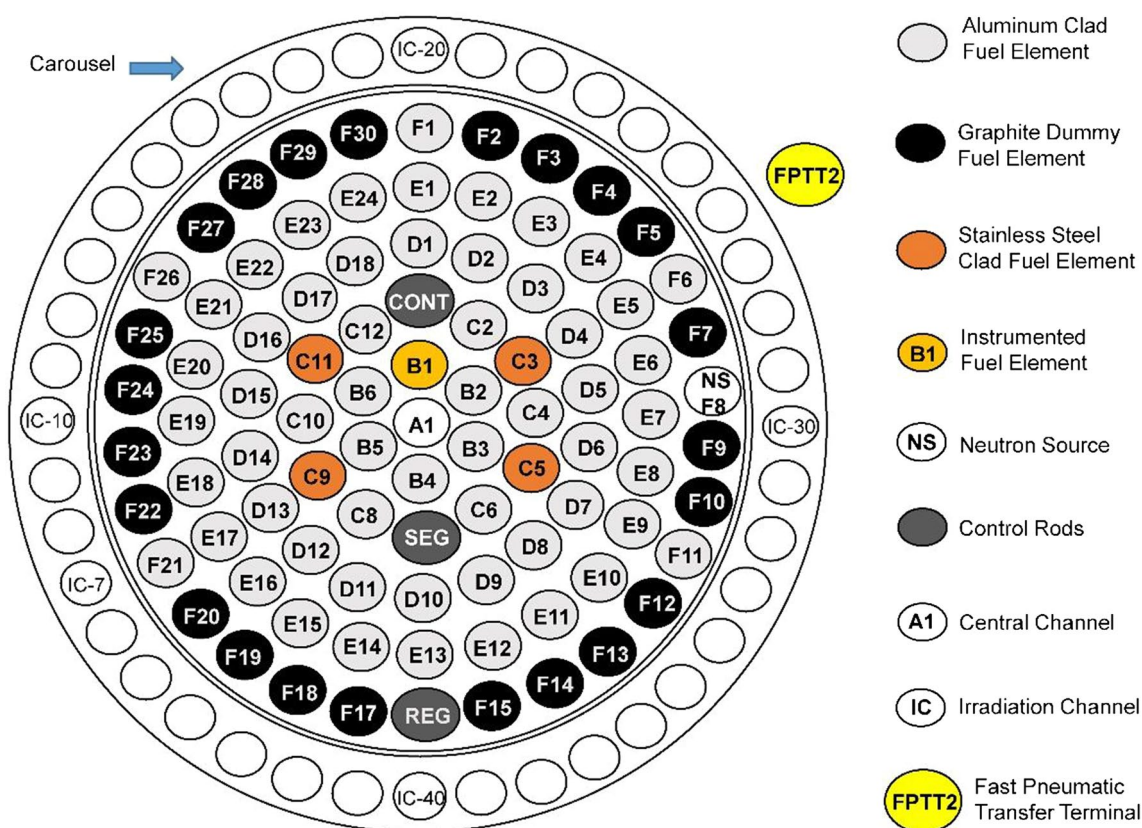 Carousel
IC-20
FPTT2
F30 F1 F2
F29 F3
F28 E24 E1 E2 F4
F27 E23 E3 F5
F26 E22 D18 D1 D2 E4 F6
E21 D17 CONT D3 E5
F25 D16 C12 C2 D4 F7
E20 C11 B1 C3 E6
F24 D15 B6 B2 D5 NS
F8
IC-10 E19 C10 A1 C4 E7 IC-30
F23 D14 B5 B3 D6 F9
E18 C9 B4 C5 E8
F22 D13 C8 C6 D7 F10
E17 D12 SEG D8 E9
F21 F11
IC-7 E16 D11 D10 D9 E10
F20 E15 E11 F12
F19 E14 E13 E12 F13
F18 F14
F17 REG F15
IC-40
Aluminum Clad
Fuel Element
Graphite Dummy
Fuel Element
Stainless Steel
Clad Fuel Element
B1 Instrumented
Fuel Element
NS Neutron Source
Control Rods
A1 Central Channel
IC Irradiation Channel
FPTT2 Fast Pneumatic
Transfer Terminal